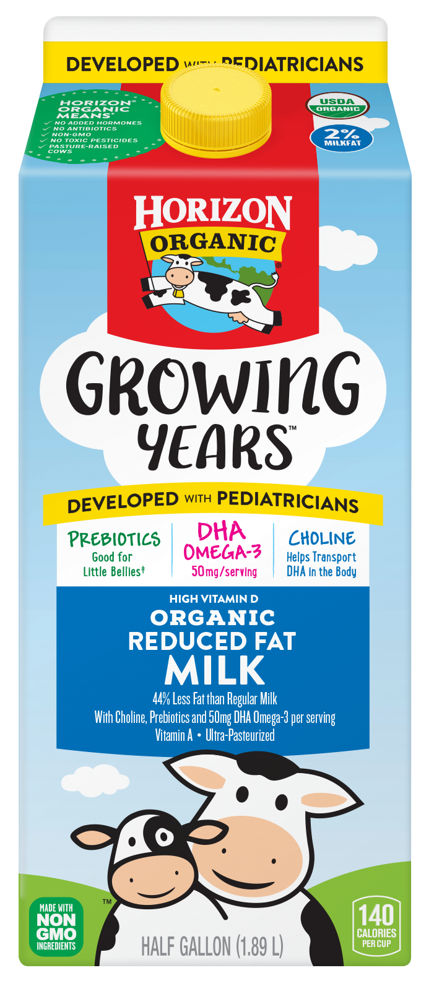 DEVELOPED WITH PEDIATRICIANS
HORIZON®
ORGANIC
MEANS*
✓ NO ADDED HORMONES
✓ NO ANTIBIOTICS
✓ NON-GMO
✓ NO TOXIC PESTICIDES
✓ PASTURE-RAISED
COWS
USDA
ORGANIC
2%
MILKFAT
HORIZON
ORGANIC
®
GROWING
YEARS™
DEVELOPED WITH PEDIATRICIANS
PREBIOTICS
Good for
Little Bellies‡
DHA
OMEGA-3
50mg/serving
CHOLINE
Helps Transport
DHA in the Body
HIGH VITAMIN D
ORGANIC
REDUCED FAT
MILK
44% Less Fat than Regular Milk
With Choline, Prebiotics and 50mg DHA Omega-3 per serving
Vitamin A • Ultra-Pasteurized
TM
MADE WITH
NON
GMO
INGREDIENTS
HALF GALLON (1.89 L)
140
CALORIES
PER CUP